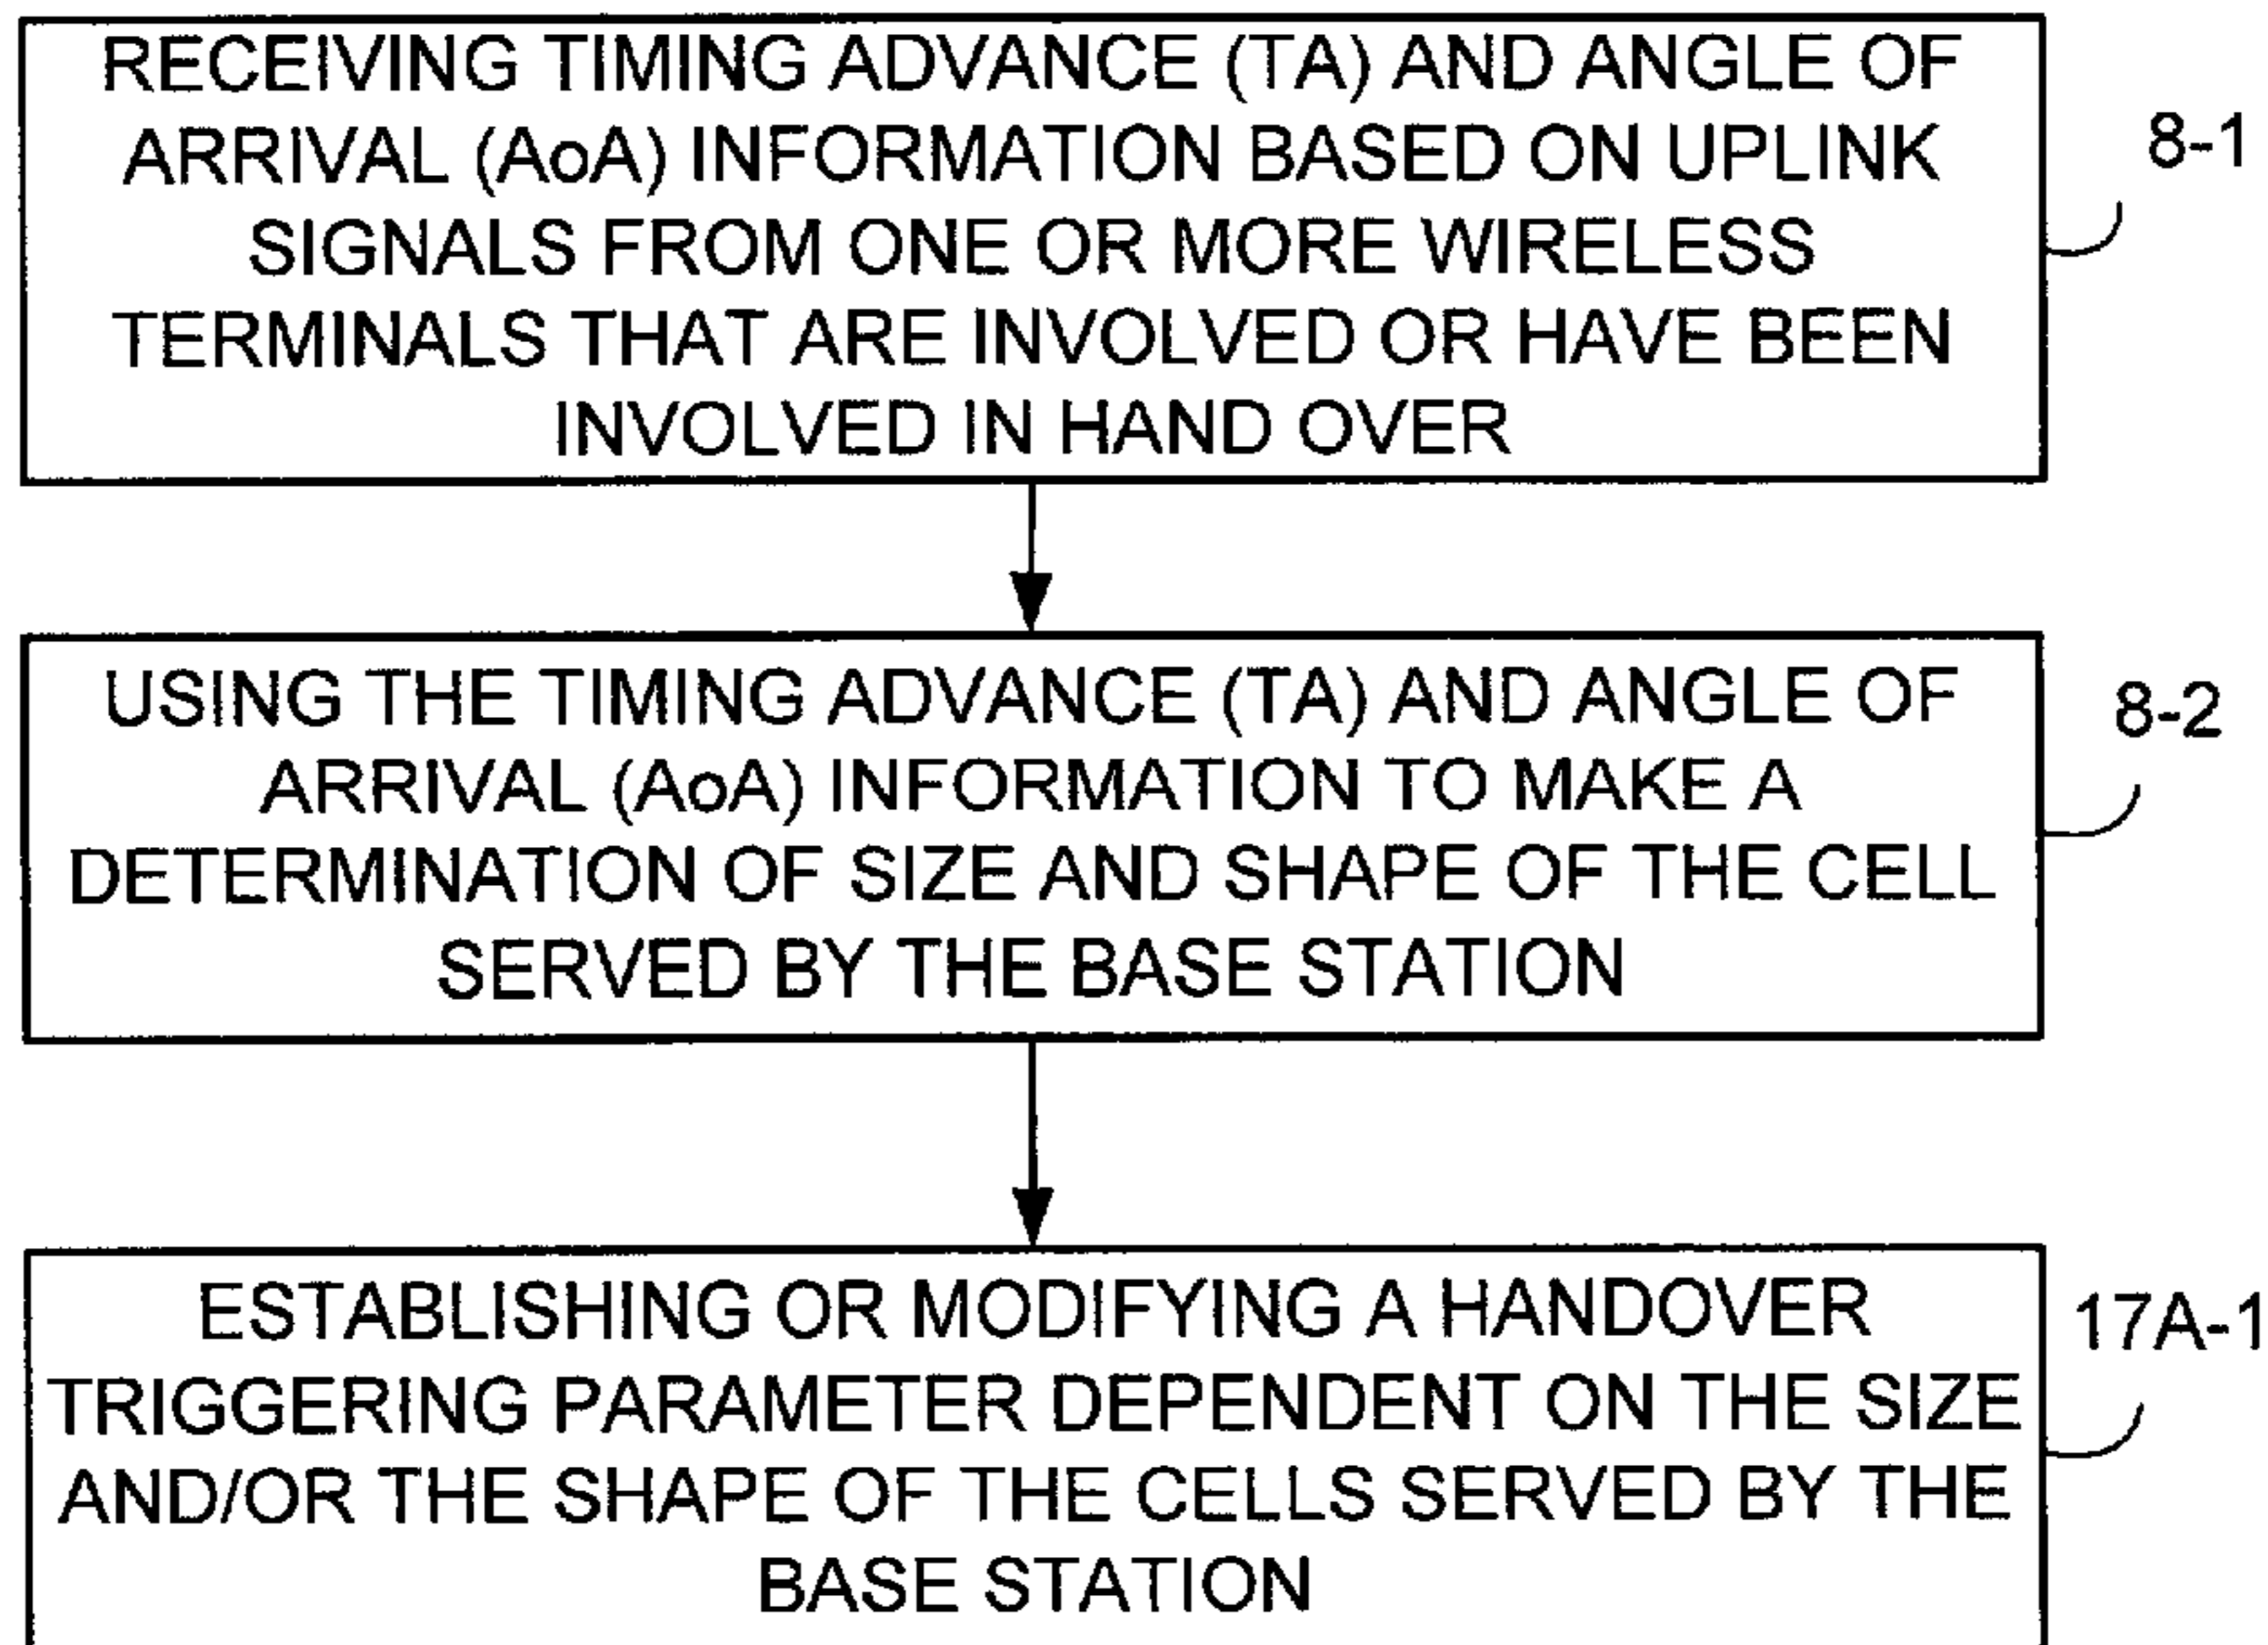 RECEIVING TIMING ADVANCE (TA) AND ANGLE OF
ARRIVAL (AoA) INFORMATION BASED ON UPLINK
SIGNALS FROM ONE OR MORE WIRELESS
TERMINALS THAT ARE INVOLVED OR HAVE BEEN
INVOLVED IN HAND OVER
8-1
USING THE TIMING ADVANCE (TA) AND ANGLE OF
ARRIVAL (AoA) INFORMATION TO MAKE A
DETERMINATION OF SIZE AND SHAPE OF THE CELL
SERVED BY THE BASE STATION
8-2
ESTABLISHING OR MODIFYING A HANDOVER
TRIGGERING PARAMETER DEPENDENT ON THE SIZE
AND/OR THE SHAPE OF THE CELLS SERVED BY THE
BASE STATION
17A-1